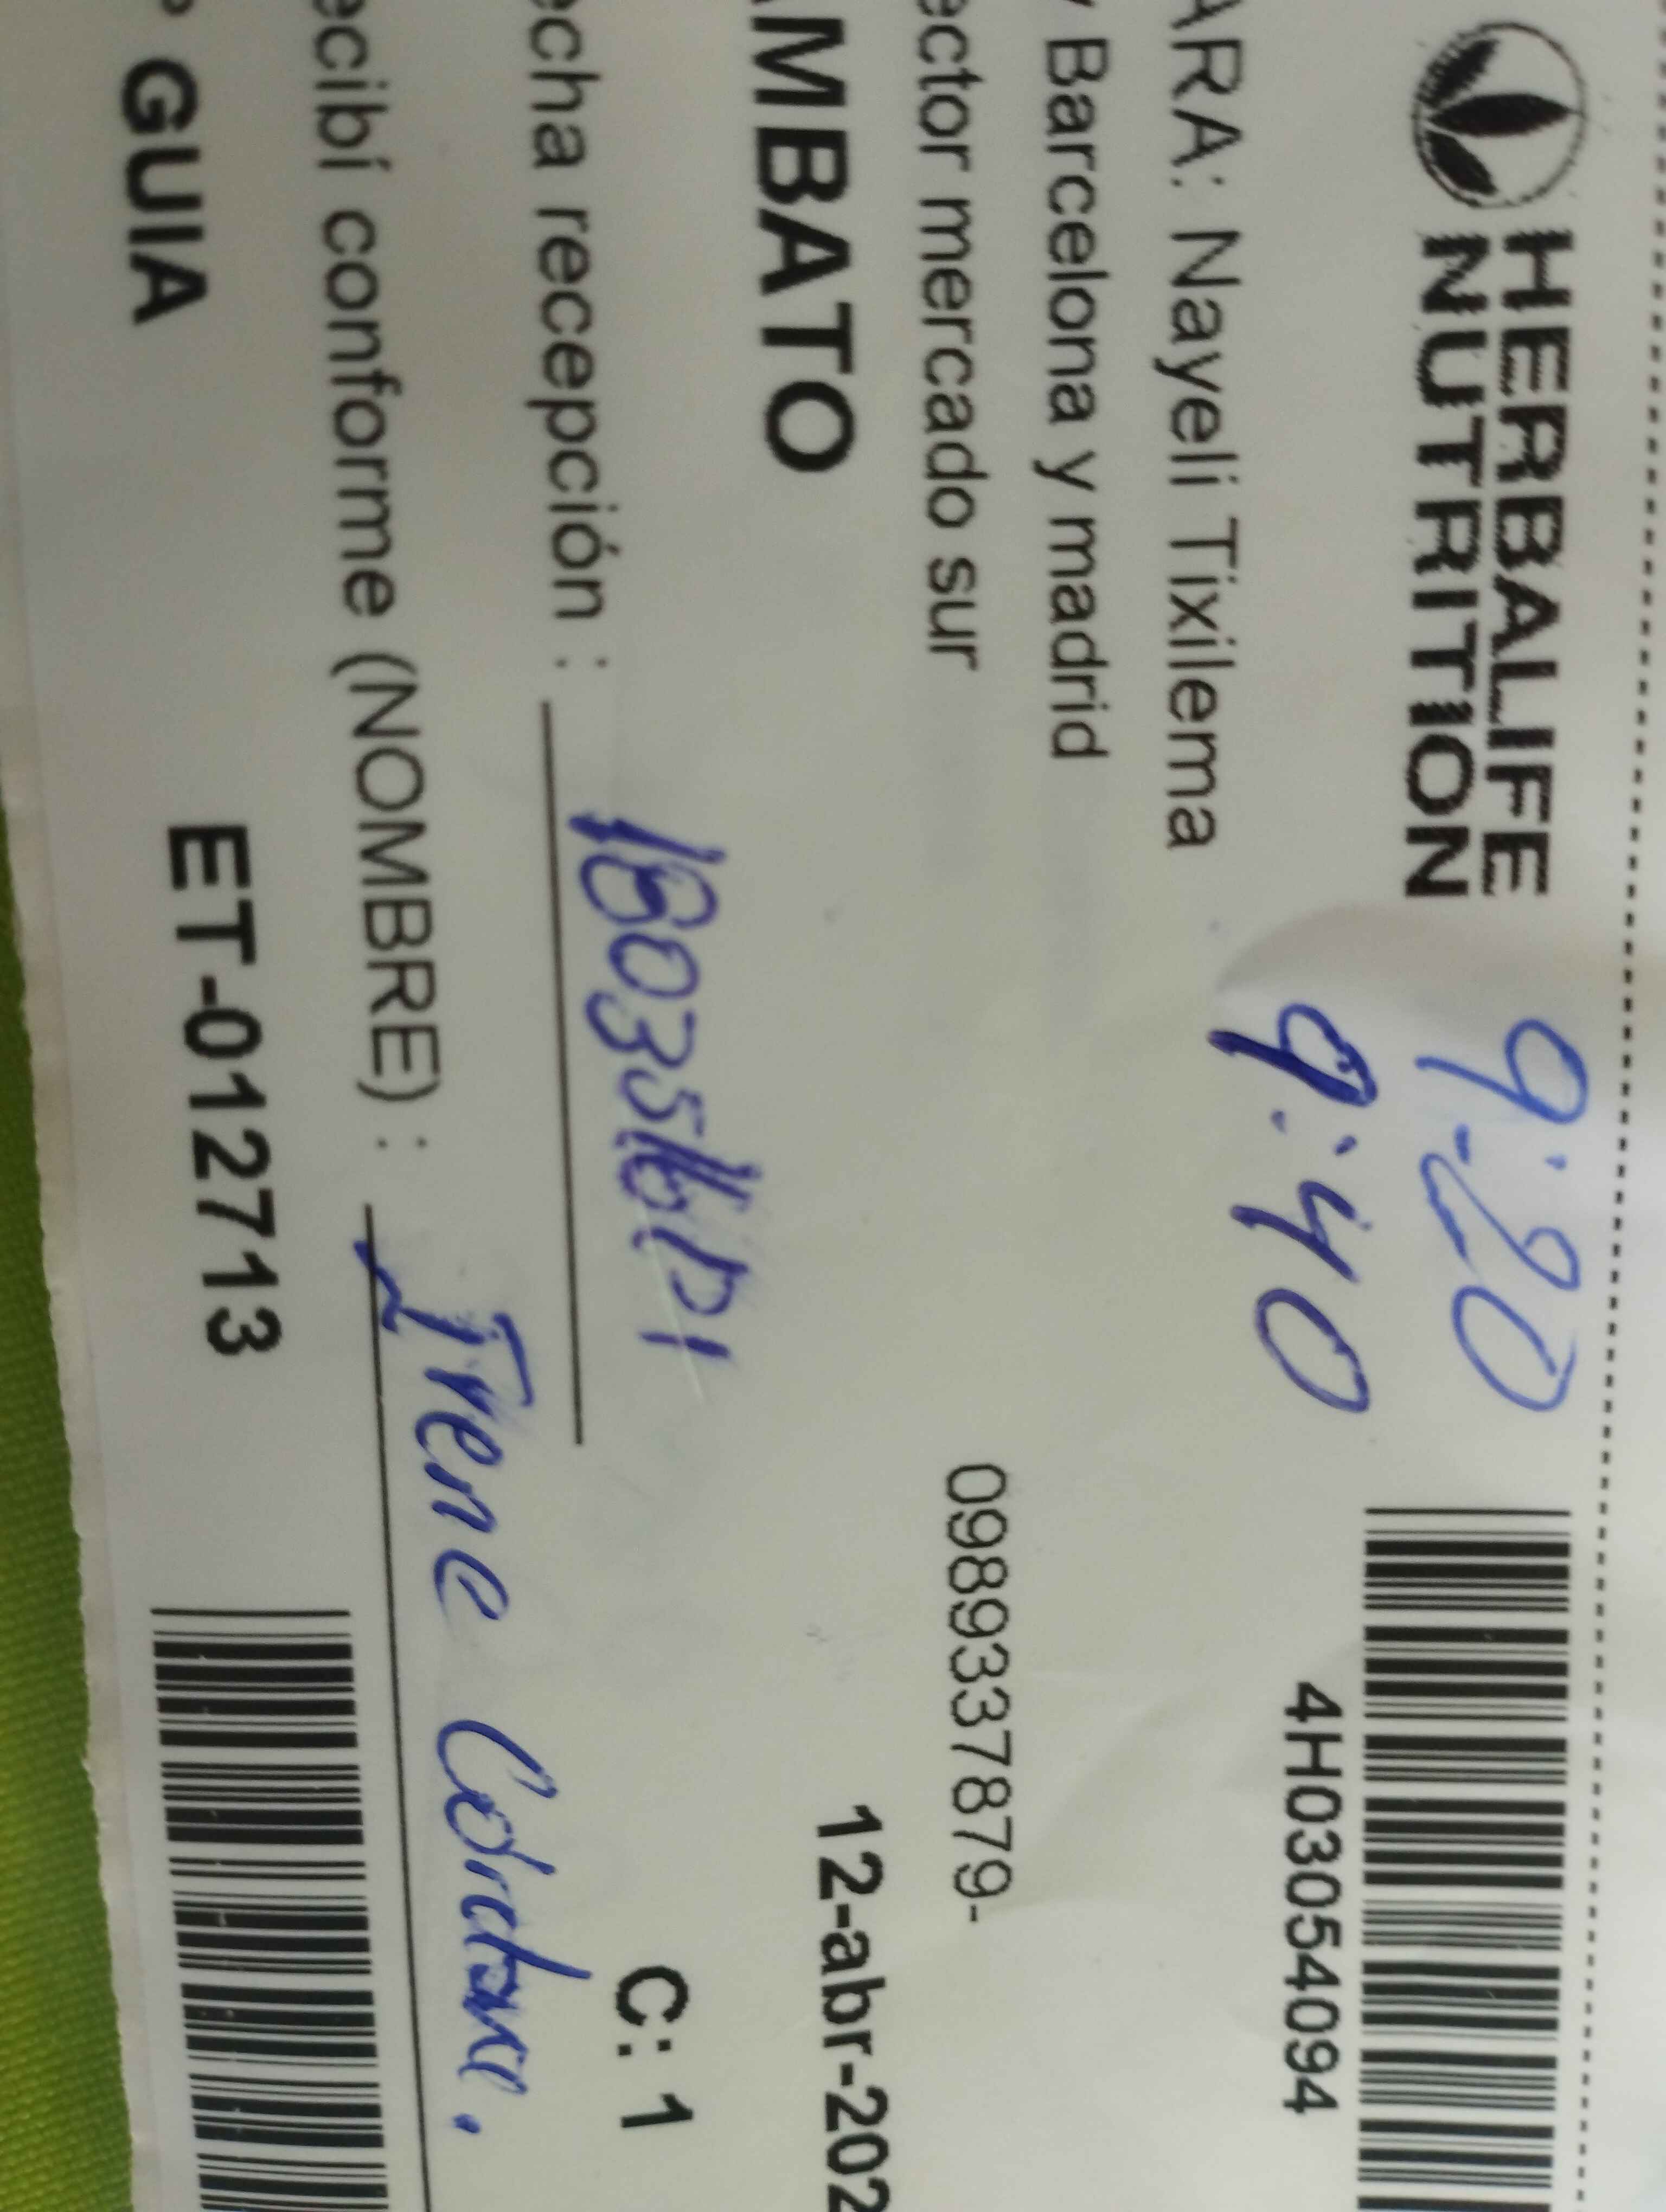 HERBALIFE
NUTRITION
9:20
9:40
4H03054094
ARA: Nayeli Tixilema
y Barcelona y madrid
ector mercado sur
0989337879-
MBATO
12-abr-202
echa recepción :
C: 1
ecibí conforme (NOMBRE) : Irene
° GUIA ET-012713